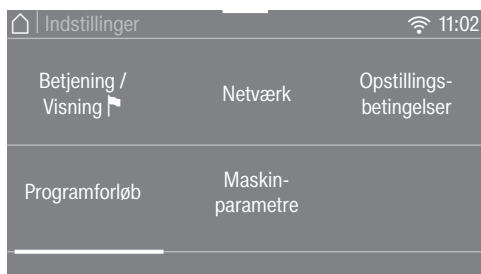 Indstillinger
11:02
Betjening /
Visning
Netværk
Opstillings-
betingelser
Programforløb
Maskin-
parametre